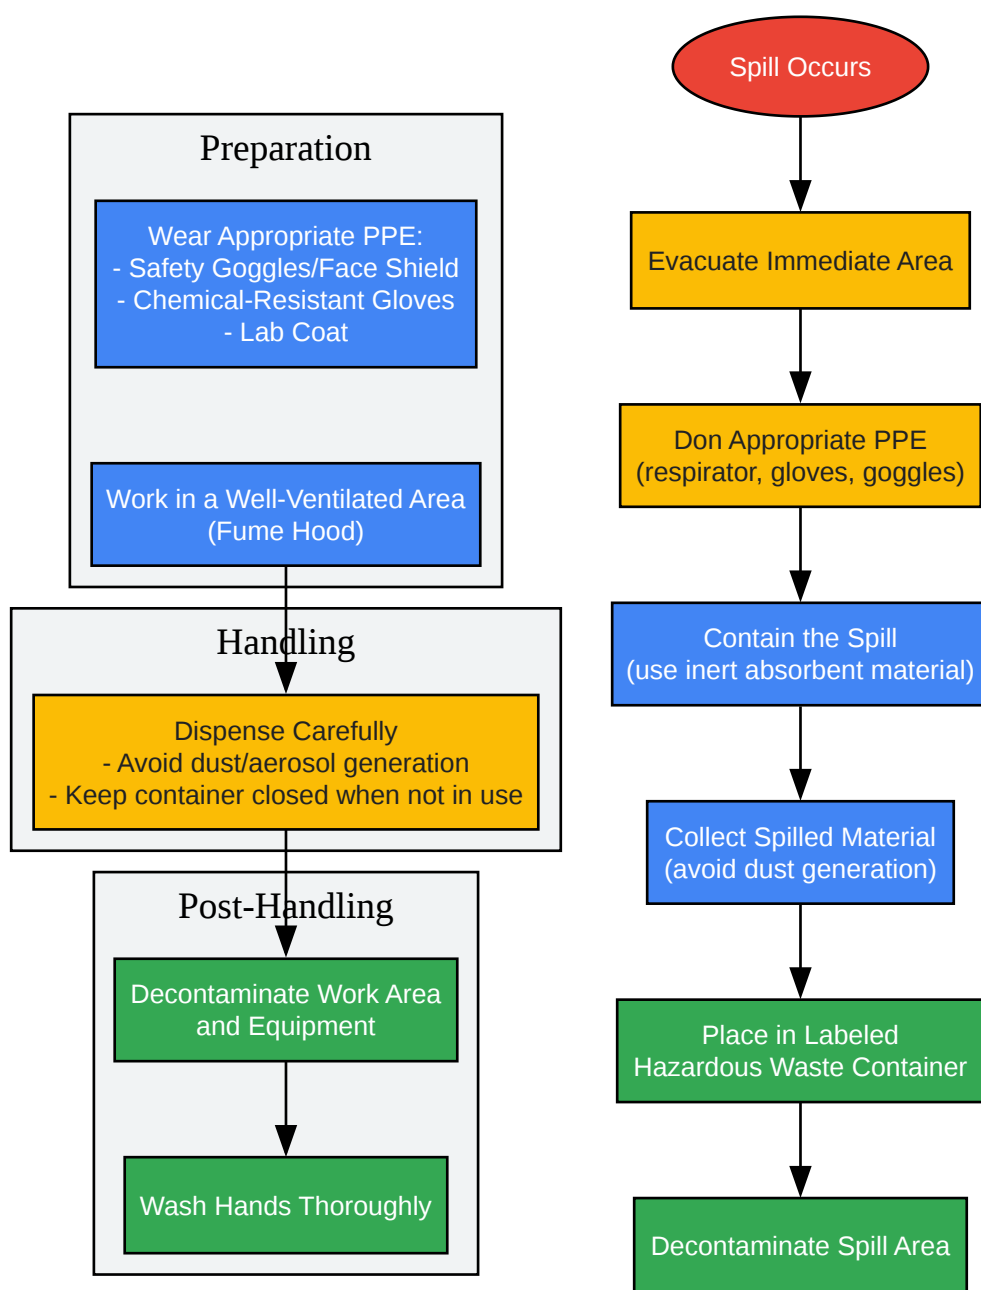 Preparation
Wear Appropriate PPE:
- Safety Goggles/Face Shield
- Chemical-Resistant Gloves
- Lab Coat
Work in a Well-Ventilated Area
(Fume Hood)
Handling
Dispense Carefully
- Avoid dust/aerosol generation
- Keep container closed when not in use
Post-Handling
Decontaminate Work Area
and Equipment
Wash Hands Thoroughly
Spill Occurs
Evacuate Immediate Area
Don Appropriate PPE
(respirator, gloves, goggles)
Contain the Spill
(use inert absorbent material)
Collect Spilled Material
(avoid dust generation)
Place in Labeled
Hazardous Waste Container
Decontaminate Spill Area